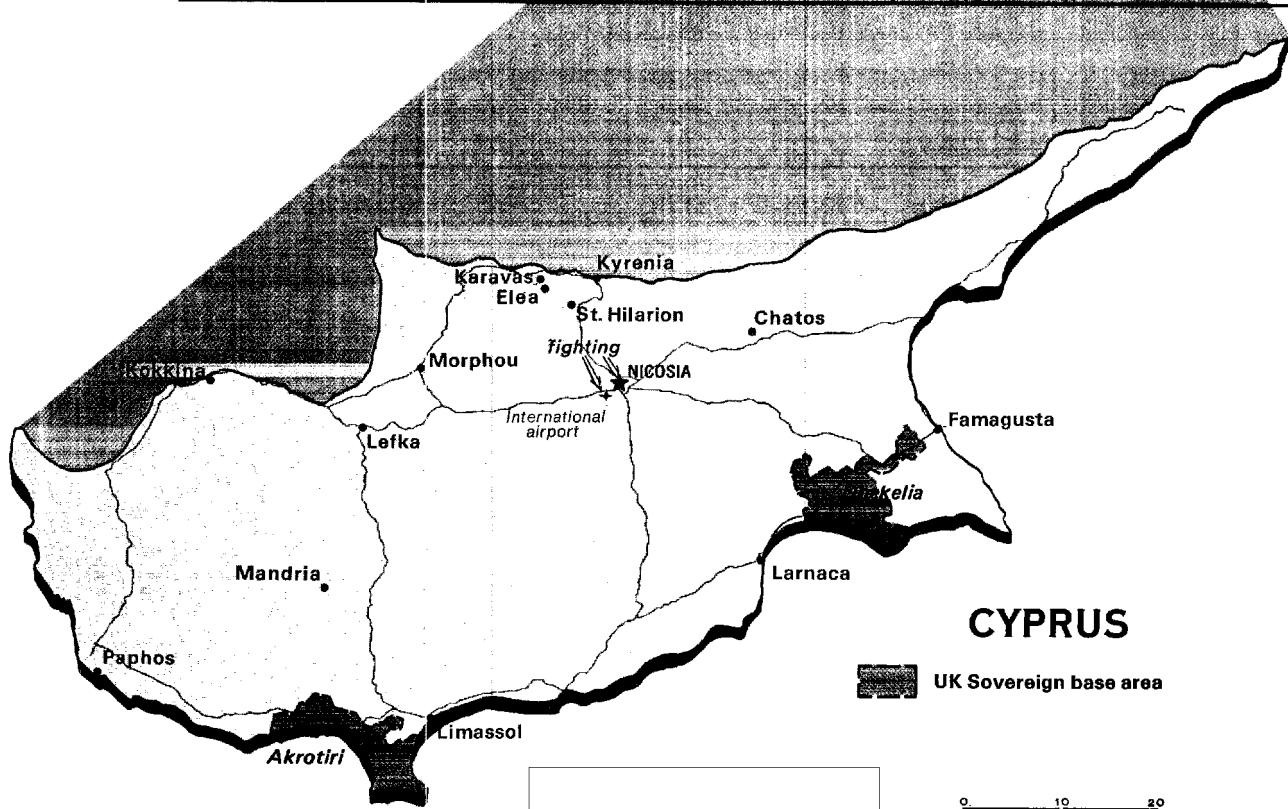 Karavas
Kyrenia
Elea
St. Hilarion
Chatos
fighting
Morphou
NICOSIA
Kokkina
International
airport
Famagusta
Lefka
Mandria
Larnaca
CYPRUS
Paphos
UK Sovereign base area
Limassol
Akrotiri
0 10 20